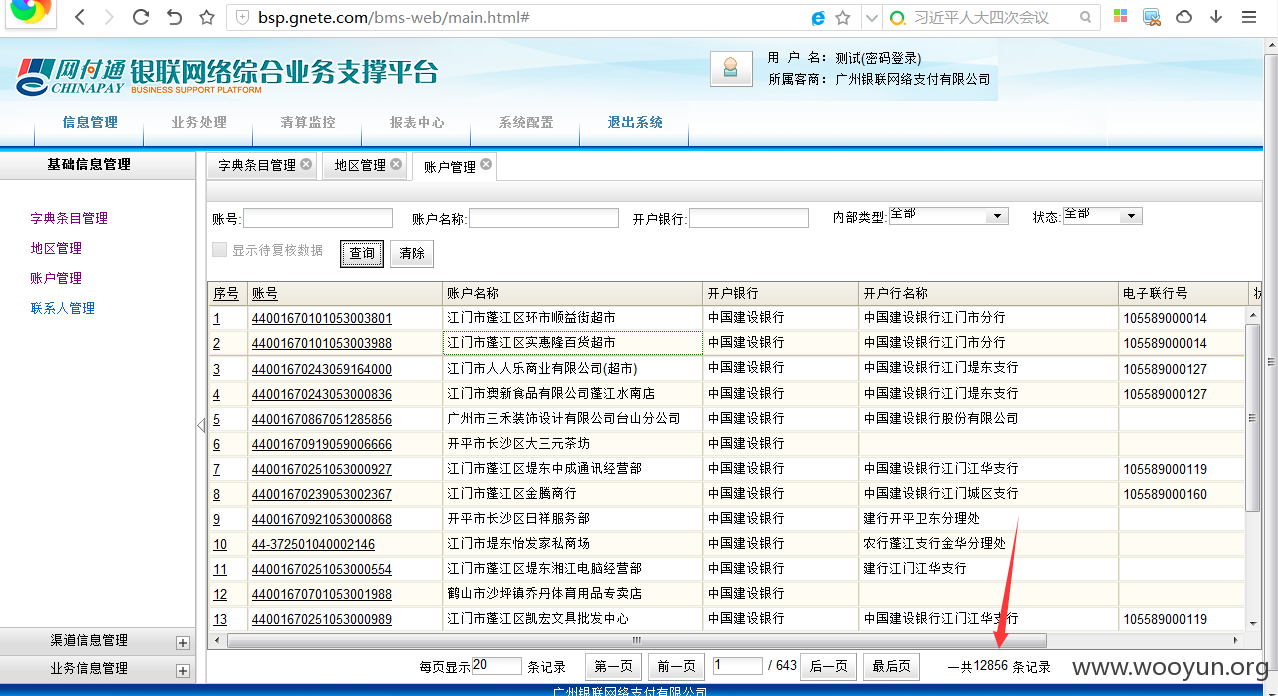 bsp.gnete.com/bms-web/main.html#
习近平人大四次会议
网付通 CHINAPAY 银联网络综合业务支撑平台
BUSINESS SUPPORT PLATFORM
用 户 名： 测试(密码登录)
所属客商： 广州银联网络支付有限公司
信息管理 业务处理 清算监控 报表中心 系统配置 退出系统
基础信息管理
字典条目管理
地区管理
账户管理
联系人管理
渠道信息管理
业务信息管理
字典条目管理 地区管理 账户管理
账号: 账户名称: 开户银行: 内部类型: 全部 状态: 全部
显示待复核数据 查询 清除
序号 账号 账户名称 开户银行 开户行名称 电子联行号
1 44001670101053003801 江门市蓬江区环市顺益街超市 中国建设银行 中国建设银行江门市分行 105589000014
2 44001670101053003988 江门市蓬江区实惠隆百货超市 中国建设银行 中国建设银行江门市分行 105589000014
3 44001670243059164000 江门市人人乐商业有限公司(超市) 中国建设银行 中国建设银行江门堤东支行 105589000127
4 44001670243053000836 江门市澳新食品有限公司蓬江水南店 中国建设银行 中国建设银行江门堤东支行 105589000127
5 44001670867051285856 广州市三禾装饰设计有限公司台山分公司 中国建设银行 中国建设银行股份有限公司
6 44001670919059006666 开平市长沙区大三元茶坊 中国建设银行
7 44001670251053000927 江门市蓬江区堤东中成通讯经营部 中国建设银行 中国建设银行江门江华支行 105589000119
8 44001670239053002367 江门市蓬江区金腾商行 中国建设银行 中国建设银行江门城区支行 105589000160
9 44001670921053000868 开平市长沙区日祥服务部 中国建设银行 建行开平卫东分理处
10 44-372501040002146 江门市堤东怡发家私商场 中国建设银行 农行蓬江支行金华分理处
11 44001670251053000554 江门市蓬江区堤东湘江电脑经营部 中国建设银行 建行江门江华支行
12 44001670701053001988 鹤山市沙坪镇乔丹体育用品专卖店 中国建设银行
13 44001670251053000989 江门市蓬江区凯宏文具批发中心 中国建设银行 中国建设银行江门江华支行 105589000119
每页显示 20 条记录 第一页 前一页 1 / 643 后一页 最后页 一共12856 条记录
www.wooyun.org
广州银联网络支付有限公司